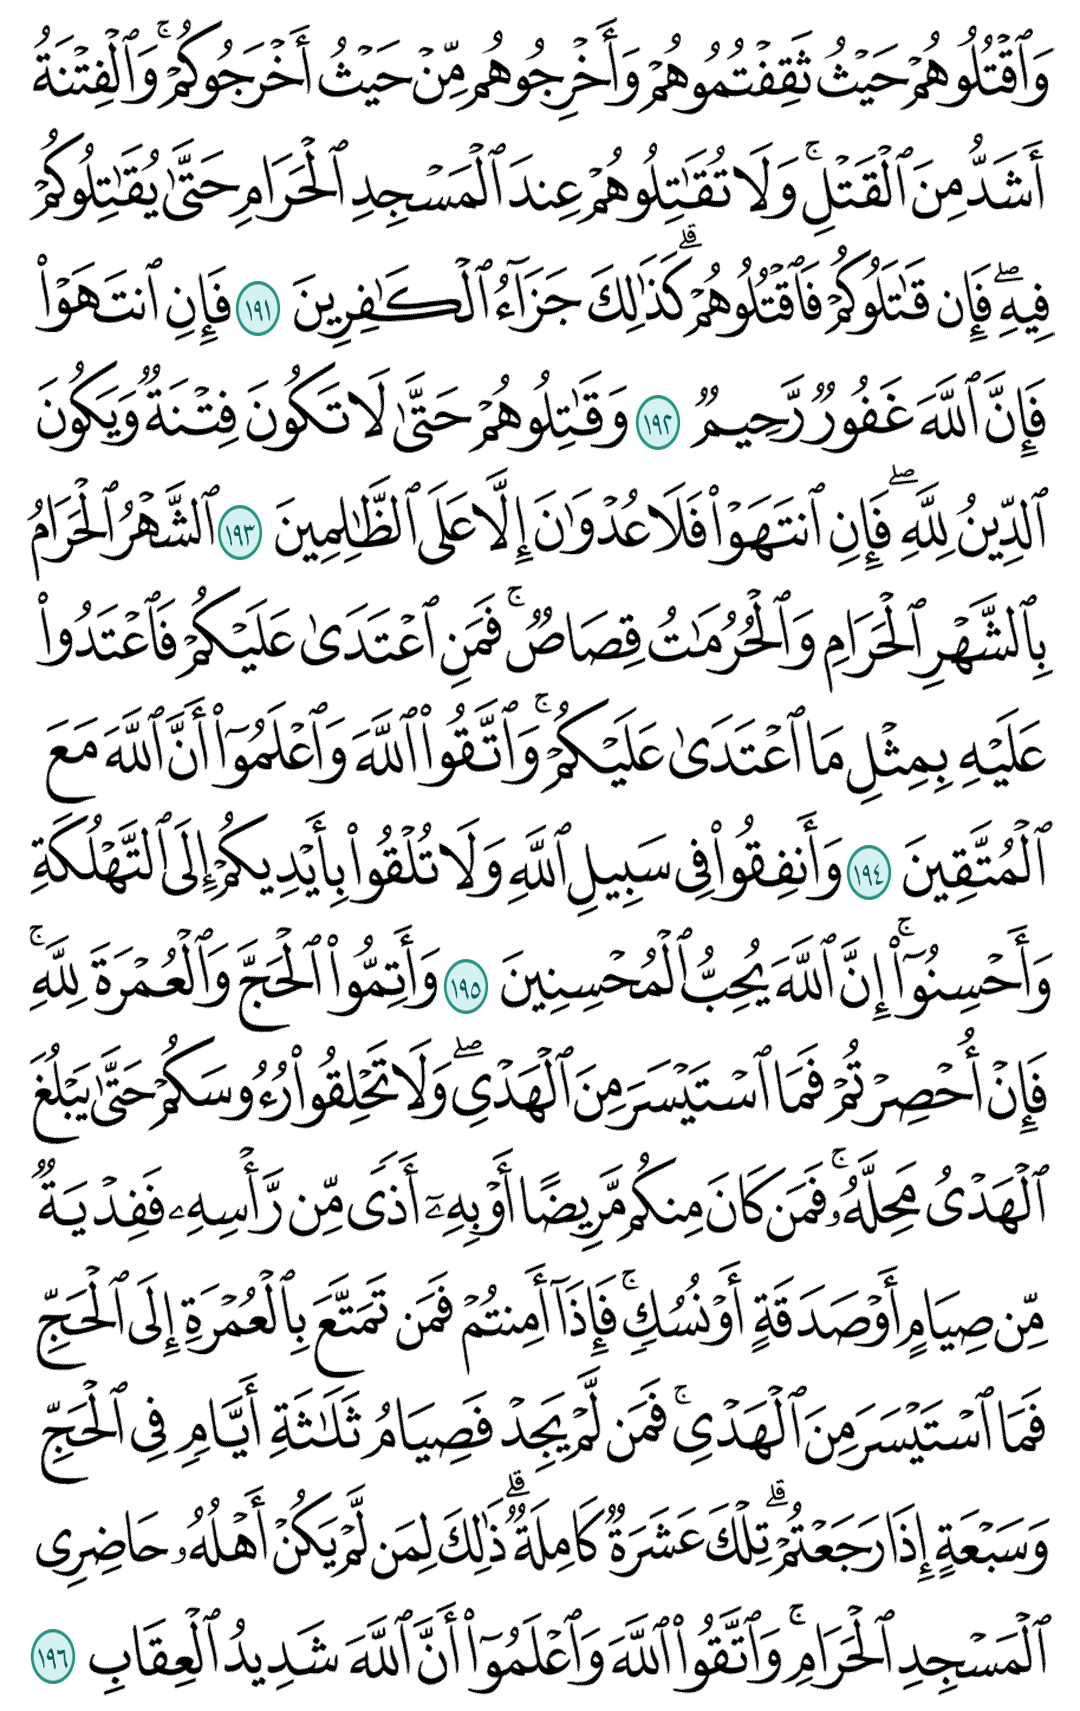 وَٱقۡتُلُوهُمۡ حَيۡثُ ثَقِفۡتُمُوهُمۡ وَأَخۡرِجُوهُم مِّنۡ حَيۡثُ أَخۡرَجُوكُمۡۚ وَٱلۡفِتۡنَةُ
أَشَدُّ مِنَ ٱلۡقَتۡلِۚ وَلَا تُقَٰتِلُوهُمۡ عِندَ ٱلۡمَسۡجِدِ ٱلۡحَرَامِ حَتَّىٰ يُقَٰتِلُوكُمۡ
فِيهِۖ فَإِن قَٰتَلُوكُمۡ فَٱقۡتُلُوهُمۡۗ كَذَٰلِكَ جَزَآءُ ٱلۡكَٰفِرِينَ ١٩١ فَإِنِ ٱنتَهَوۡاْ
فَإِنَّ ٱللَّهَ غَفُورٞ رَّحِيمٞ ١٩٢ وَقَٰتِلُوهُمۡ حَتَّىٰ لَا تَكُونَ فِتۡنَةٞ وَيَكُونَ
ٱلدِّينُ لِلَّهِۖ فَإِنِ ٱنتَهَوۡاْ فَلَا عُدۡوَٰنَ إِلَّا عَلَى ٱلظَّٰلِمِينَ ١٩٣ ٱلشَّهۡرُ ٱلۡحَرَامُ
بِٱلشَّهۡرِ ٱلۡحَرَامِ وَٱلۡحُرُمَٰتُ قِصَاصٞۚ فَمَنِ ٱعۡتَدَىٰ عَلَيۡكُمۡ فَٱعۡتَدُواْ
عَلَيۡهِ بِمِثۡلِ مَا ٱعۡتَدَىٰ عَلَيۡكُمۡۚ وَٱتَّقُواْ ٱللَّهَ وَٱعۡلَمُوٓاْ أَنَّ ٱللَّهَ مَعَ
ٱلۡمُتَّقِينَ ١٩٤ وَأَنفِقُواْ فِي سَبِيلِ ٱللَّهِ وَلَا تُلۡقُواْ بِأَيۡدِيكُمۡ إِلَى ٱلتَّهۡلُكَةِ
وَأَحۡسِنُوٓاْۚ إِنَّ ٱللَّهَ يُحِبُّ ٱلۡمُحۡسِنِينَ ١٩٥ وَأَتِمُّواْ ٱلۡحَجَّ وَٱلۡعُمۡرَةَ لِلَّهِۚ
فَإِنۡ أُحۡصِرۡتُمۡ فَمَا ٱسۡتَيۡسَرَ مِنَ ٱلۡهَدۡيِۖ وَلَا تَحۡلِقُواْ رُءُوسَكُمۡ حَتَّىٰ يَبۡلُغَ
ٱلۡهَدۡيُ مَحِلَّهُۥۚ فَمَن كَانَ مِنكُم مَّرِيضًا أَوۡ بِهِۦٓ أَذٗى مِّن رَّأۡسِهِۦ فَفِدۡيَةٞ
مِّن صِيَامٍ أَوۡ صَدَقَةٍ أَوۡ نُسُكٖۚ فَإِذَآ أَمِنتُمۡ فَمَن تَمَتَّعَ بِٱلۡعُمۡرَةِ إِلَى ٱلۡحَجِّ
فَمَا ٱسۡتَيۡسَرَ مِنَ ٱلۡهَدۡيِۚ فَمَن لَّمۡ يَجِدۡ فَصِيَامُ ثَلَٰثَةِ أَيَّامٖ فِي ٱلۡحَجِّ
وَسَبۡعَةٍ إِذَا رَجَعۡتُمۡۗ تِلۡكَ عَشَرَةٞ كَامِلَةٞۗ ذَٰلِكَ لِمَن لَّمۡ يَكُنۡ أَهۡلُهُۥ حَاضِرِي
ٱلۡمَسۡجِدِ ٱلۡحَرَامِۚ وَٱتَّقُواْ ٱللَّهَ وَٱعۡلَمُوٓاْ أَنَّ ٱللَّهَ شَدِيدُ ٱلۡعِقَابِ ١٩٦